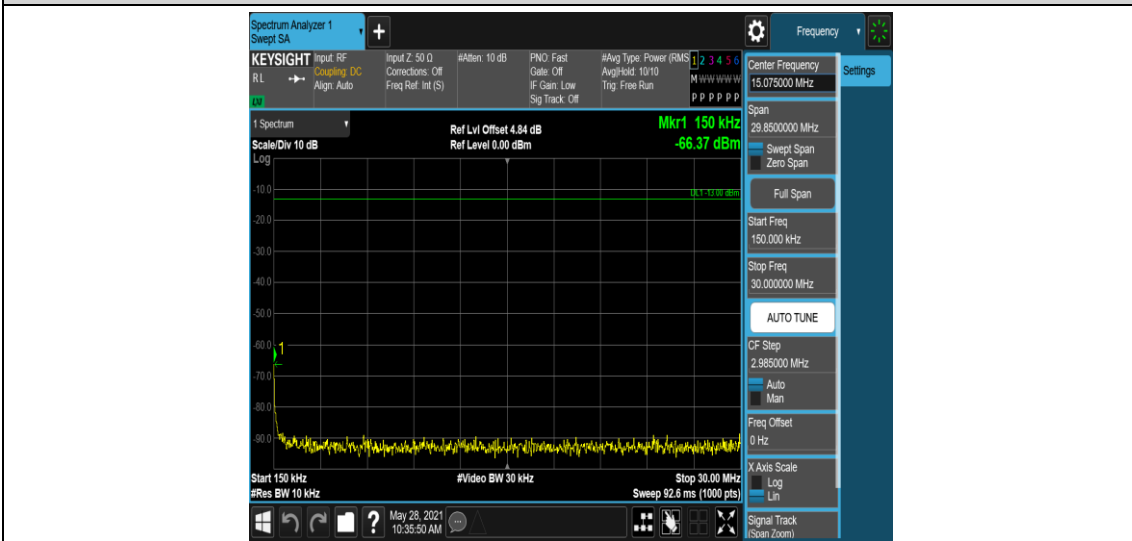 Spectrum Analyzer 1
Swept SA
+
Frequency
KEYSIGHT
RL
LXI
Input: RF
Coupling: DC
Align: Auto
Input Z: 50 Ω
Corrections: Off
Freq Ref: Int (S)
#Atten: 10 dB
PNO: Fast
Gate: Off
IF Gain: Low
Sig Track: Off
#Avg Type: Power (RMS
Avg|Hold: 10/10
Trig: Free Run
1 2 3 4 5 6
M W W W W W
P P P P P P
1 Spectrum
Scale/Div 10 dB
Log
Ref Lvl Offset 4.84 dB
Ref Level 0.00 dBm
Mkr1 150 kHz
-66.37 dBm
DL1 -13.00 dBm
-10.0
-20.0
-30.0
-40.0
-50.0
-60.0
1
-70.0
-80.0
-90.0
Start 150 kHz
#Res BW 10 kHz
#Video BW 30 kHz
Stop 30.00 MHz
Sweep 92.6 ms (1000 pts)
?
May 28, 2021
10:35:50 AM
Center Frequency
15.075000 MHz
Settings
Span
29.8500000 MHz
Swept Span
Zero Span
Full Span
Start Freq
150.000 kHz
Stop Freq
30.000000 MHz
AUTO TUNE
CF Step
2.985000 MHz
Auto
Man
Freq Offset
0 Hz
X Axis Scale
Log
Lin
Signal Track
(Span Zoom)